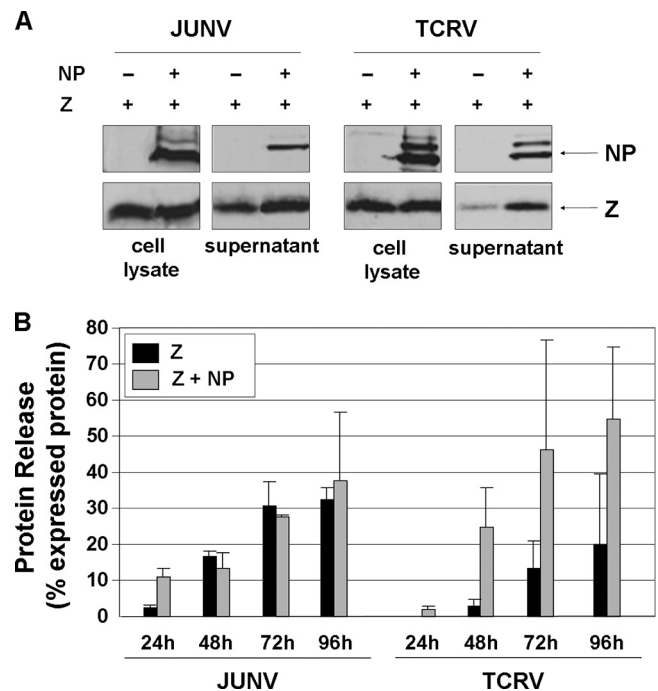 A
JUNV TCRV
NP – + – + – + – +
Z + + + + + + + +
NP
Z
cell lysate supernatant cell lysate supernatant
B
Protein Release
(% expressed protein)
80
70
60
50
40
30
20
10
0
Z
Z + NP
24h 48h 72h 96h 24h 48h 72h 96h
JUNV TCRV